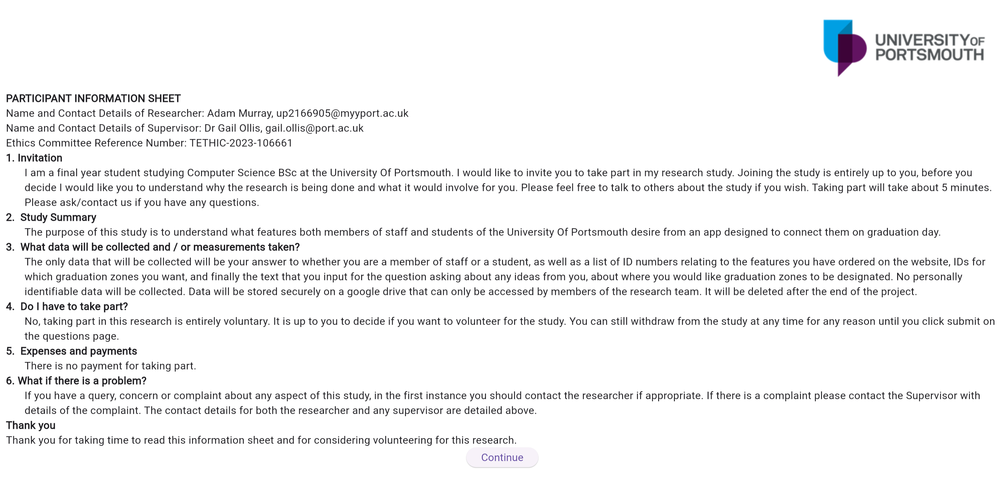 UNIVERSITY OF
PORTSMOUTH
PARTICIPANT INFORMATION SHEET
Name and Contact Details of Researcher: Adam Murray, up2166905@myyport.ac.uk
Name and Contact Details of Supervisor: Dr Gail Ollis, gail.ollis@port.ac.uk
Ethics Committee Reference Number: TETHIC-2023-106661
1. Invitation
I am a final year student studying Computer Science BSc at the University Of Portsmouth. I would like to invite you to take part in my research study. Joining the study is entirely up to you, before you
decide I would like you to understand why the research is being done and what it would involve for you. Please feel free to talk to others about the study if you wish. Taking part will take about 5 minutes.
Please ask/contact us if you have any questions.
2. Study Summary
The purpose of this study is to understand what features both members of staff and students of the University Of Portsmouth desire from an app designed to connect them on graduation day.
3. What data will be collected and / or measurements taken?
The only data that will be collected will be your answer to whether you are a member of staff or a student, as well as a list of ID numbers relating to the features you have ordered on the website, IDs for
which graduation zones you want, and finally the text that you input for the question asking about any ideas from you, about where you would like graduation zones to be designated. No personally
identifiable data will be collected. Data will be stored securely on a google drive that can only be accessed by members of the research team. It will be deleted after the end of the project.
4. Do I have to take part?
No, taking part in this research is entirely voluntary. It is up to you to decide if you want to volunteer for the study. You can still withdraw from the study at any time for any reason until you click submit on
the questions page.
5. Expenses and payments
There is no payment for taking part.
6. What if there is a problem?
If you have a query, concern or complaint about any aspect of this study, in the first instance you should contact the researcher if appropriate. If there is a complaint please contact the Supervisor with
details of the complaint. The contact details for both the researcher and any supervisor are detailed above.
Thank you
Thank you for taking time to read this information sheet and for considering volunteering for this research.
Continue